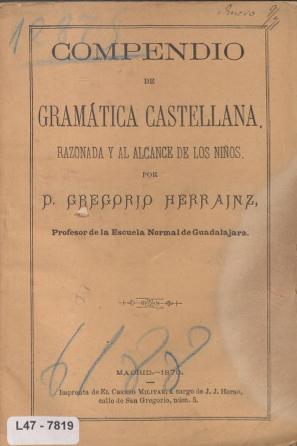 Nuevo
COMPENDIO
DE
GRAMÁTICA CASTELLANA,
RAZONADA Y AL ALCANCE DE LOS NIÑOS,
POR
D. GREGORIO HERRAINZ,
Profesor de la Escuela Normal de Guadalajara.
MADRID.—1870.
Imprenta de EL CORREO MILITAR, á cargo de J. J. Heras,
calle de San Gregorio, núm. 5.
6188
L47 - 7819